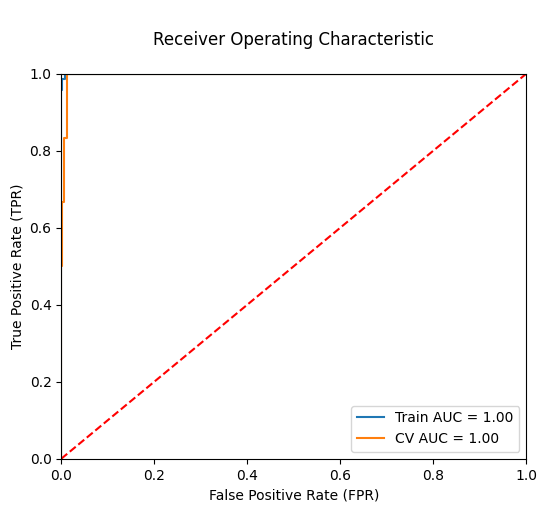 Receiver Operating Characteristic
1.0
0.8
0.6
0.4
0.2
0.0
True Positive Rate (TPR)
Train AUC = 1.00
CV AUC = 1.00
0.0 0.2 0.4 0.6 0.8 1.0
False Positive Rate (FPR)